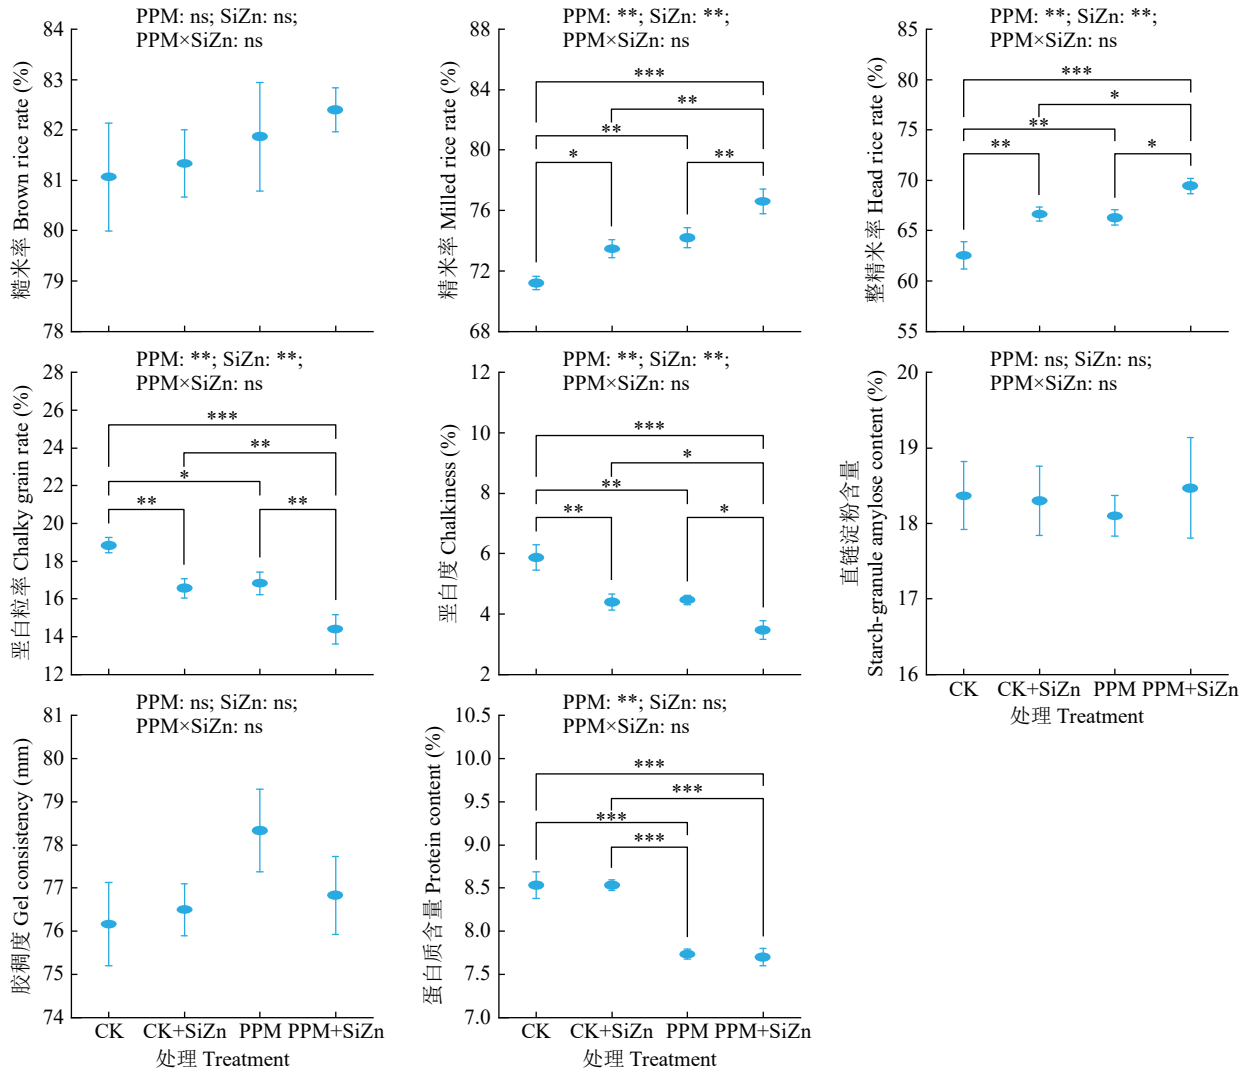 PPM: ns; SiZn: ns;
PPM×SiZn: ns
糙米率 Brown rice rate (%)
84
83
82
81
80
79
78
PPM: **; SiZn: **;
PPM×SiZn: ns
精米率 Milled rice rate (%)
88
84
80
76
72
68
***
**
**
*
**
PPM: **; SiZn: **;
PPM×SiZn: ns
整精米率 Head rice rate (%)
85
80
75
70
65
60
55
***
*
**
**
*
PPM: **; SiZn: **;
PPM×SiZn: ns
垩白粒率 Chalky grain rate (%)
28
26
24
22
20
18
16
14
12
***
**
*
**
**
PPM: **; SiZn: **;
PPM×SiZn: ns
垩白度 Chalkiness (%)
12
10
8
6
4
2
***
*
**
**
*
PPM: ns; SiZn: ns;
PPM×SiZn: ns
直链淀粉含量
Starch-granule amylose content (%)
20
19
18
17
16
CK CK+SiZn PPM PPM+SiZn
处理 Treatment
PPM: ns; SiZn: ns;
PPM×SiZn: ns
胶稠度 Gel consistency (mm)
81
80
79
78
77
76
75
74
CK CK+SiZn PPM PPM+SiZn
处理 Treatment
PPM: **; SiZn: ns;
PPM×SiZn: ns
蛋白质含量 Protein content (%)
10.5
10.0
9.5
9.0
8.5
8.0
7.5
7.0
***
***
***
***
CK CK+SiZn PPM PPM+SiZn
处理 Treatment